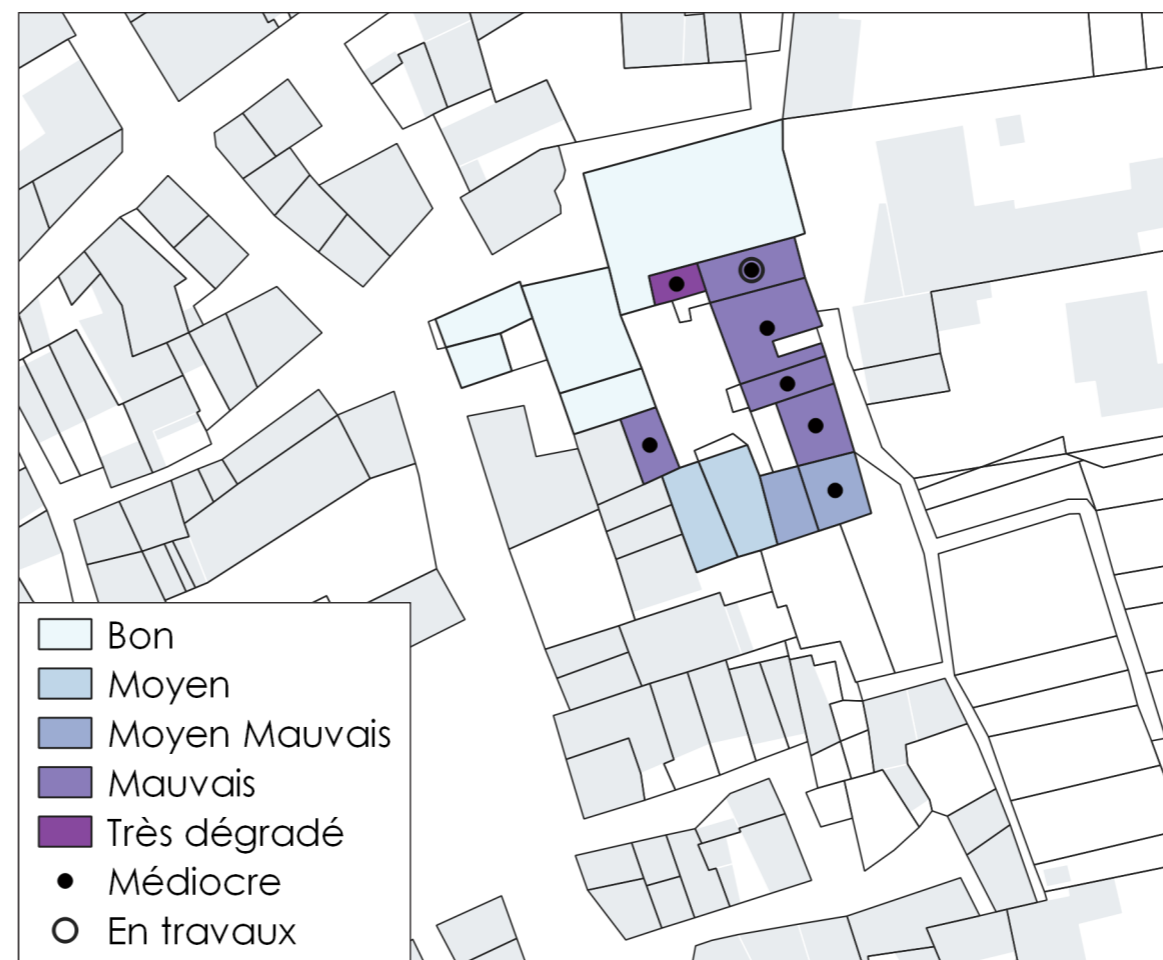 Bon
Moyen
Moyen Mauvais
Mauvais
Très dégradé
Médiocre
En travaux